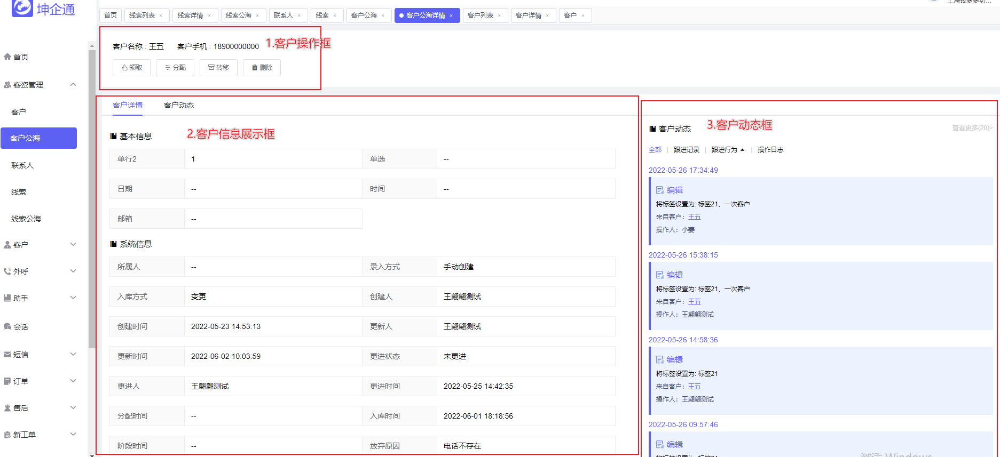 坤企通
首页 线索列表 × 线索详情 × 线索公海 × 联系人 × 线索 × 客户公海 × 客户公海详情 × 客户列表 × 客户详情 × 客户 ×
客户名称 : 王五 客户手机 : 18900000000
1.客户操作框
领取 分配 转移 删除
首页
客资管理
客户
客户公海
联系人
线索
线索公海
客户
外呼
助手
会话
短信
订单
售后
新工单
客户详情 客户动态
基本信息
2.客户信息展示框
单行2 1 单选 --
日期 -- 时间 --
邮箱 --
系统信息
所属人 -- 录入方式 手动创建
入库方式 变更 创建人 王翩翩测试
创建时间 2022-05-23 14:53:13 更新人 王翩翩测试
更新时间 2022-06-02 10:03:59 更进状态 未更进
更进人 王翩翩测试 更进时间 2022-05-25 14:42:35
分配时间 -- 入库时间 2022-06-01 18:18:56
阶段时间 -- 放弃原因 电话不存在
客户动态
3.客户动态框
查看更多(20)>
全部 | 跟进记录 | 跟进行为 | 操作日志
2022-05-26 17:34:49
编辑
将标签设置为: 标签21、一次客户
来自客户：王五
操作人：小姜
2022-05-26 15:38:15
编辑
将标签设置为: 标签21、一次客户
来自客户：王五
操作人：王翩翩测试
2022-05-26 14:58:36
编辑
将标签设置为: 标签21
来自客户：王五
操作人：王翩翩测试
2022-05-26 09:57:46
编辑